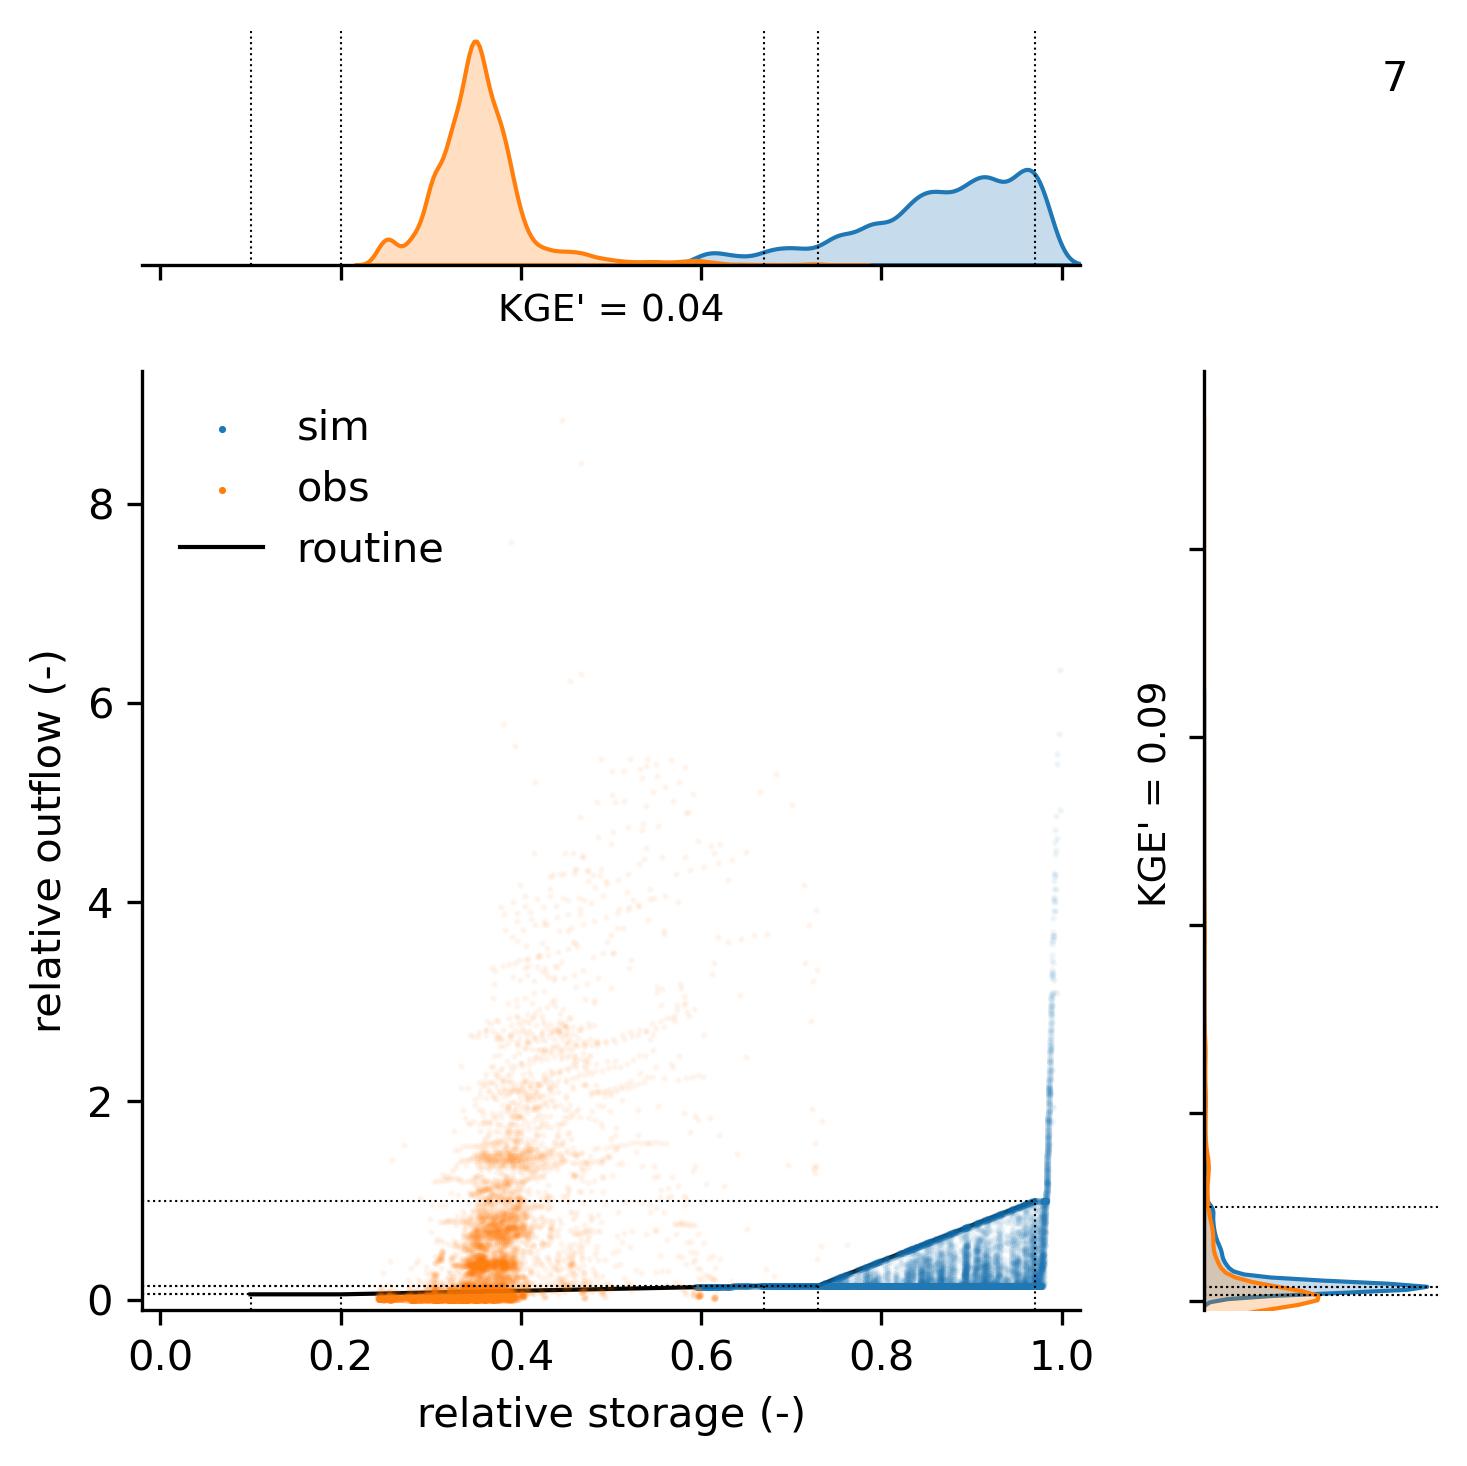 7
KGE' = 0.04
sim
obs
routine
8
6
4
2
0
relative outflow (-)
KGE' = 0.09
0.0 0.2 0.4 0.6 0.8 1.0
relative storage (-)